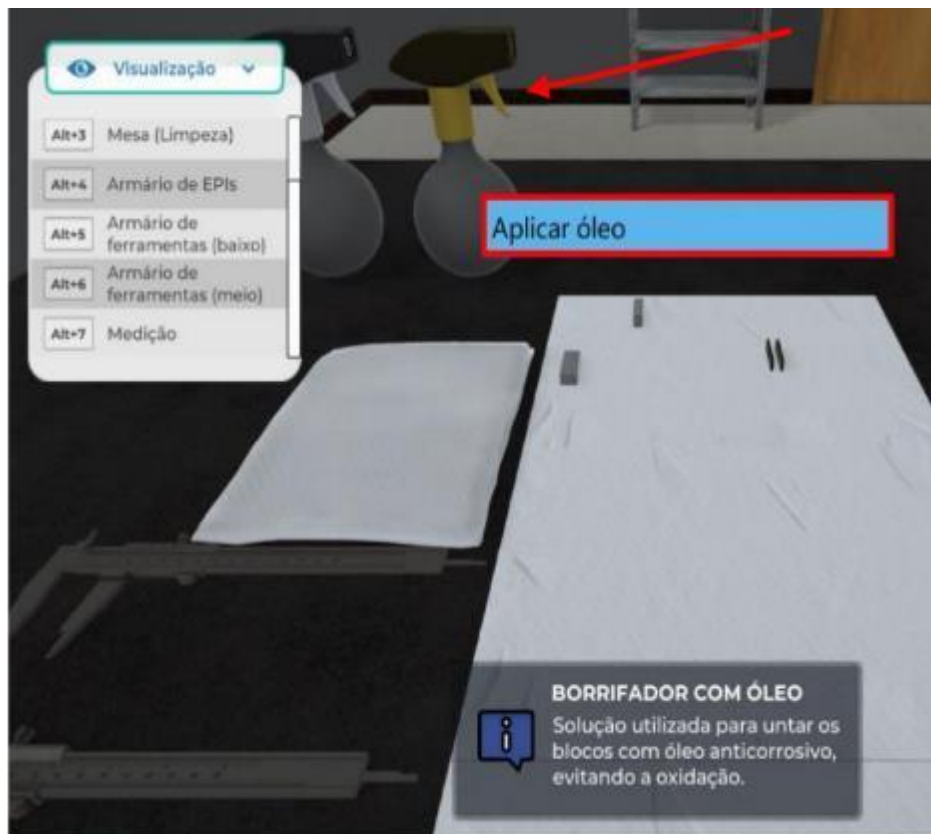 Visualização
Alt+3 Mesa (Limpeza)
Alt+4 Armário de EPIs
Alt+5 Armário de
ferramentas (baixo)
Alt+6 Armário de
ferramentas (meio)
Alt+7 Medição
Aplicar óleo
BORRIFADOR COM ÓLEO
Solução utilizada para untar os
blocos com óleo anticorrosivo,
evitando a oxidação.